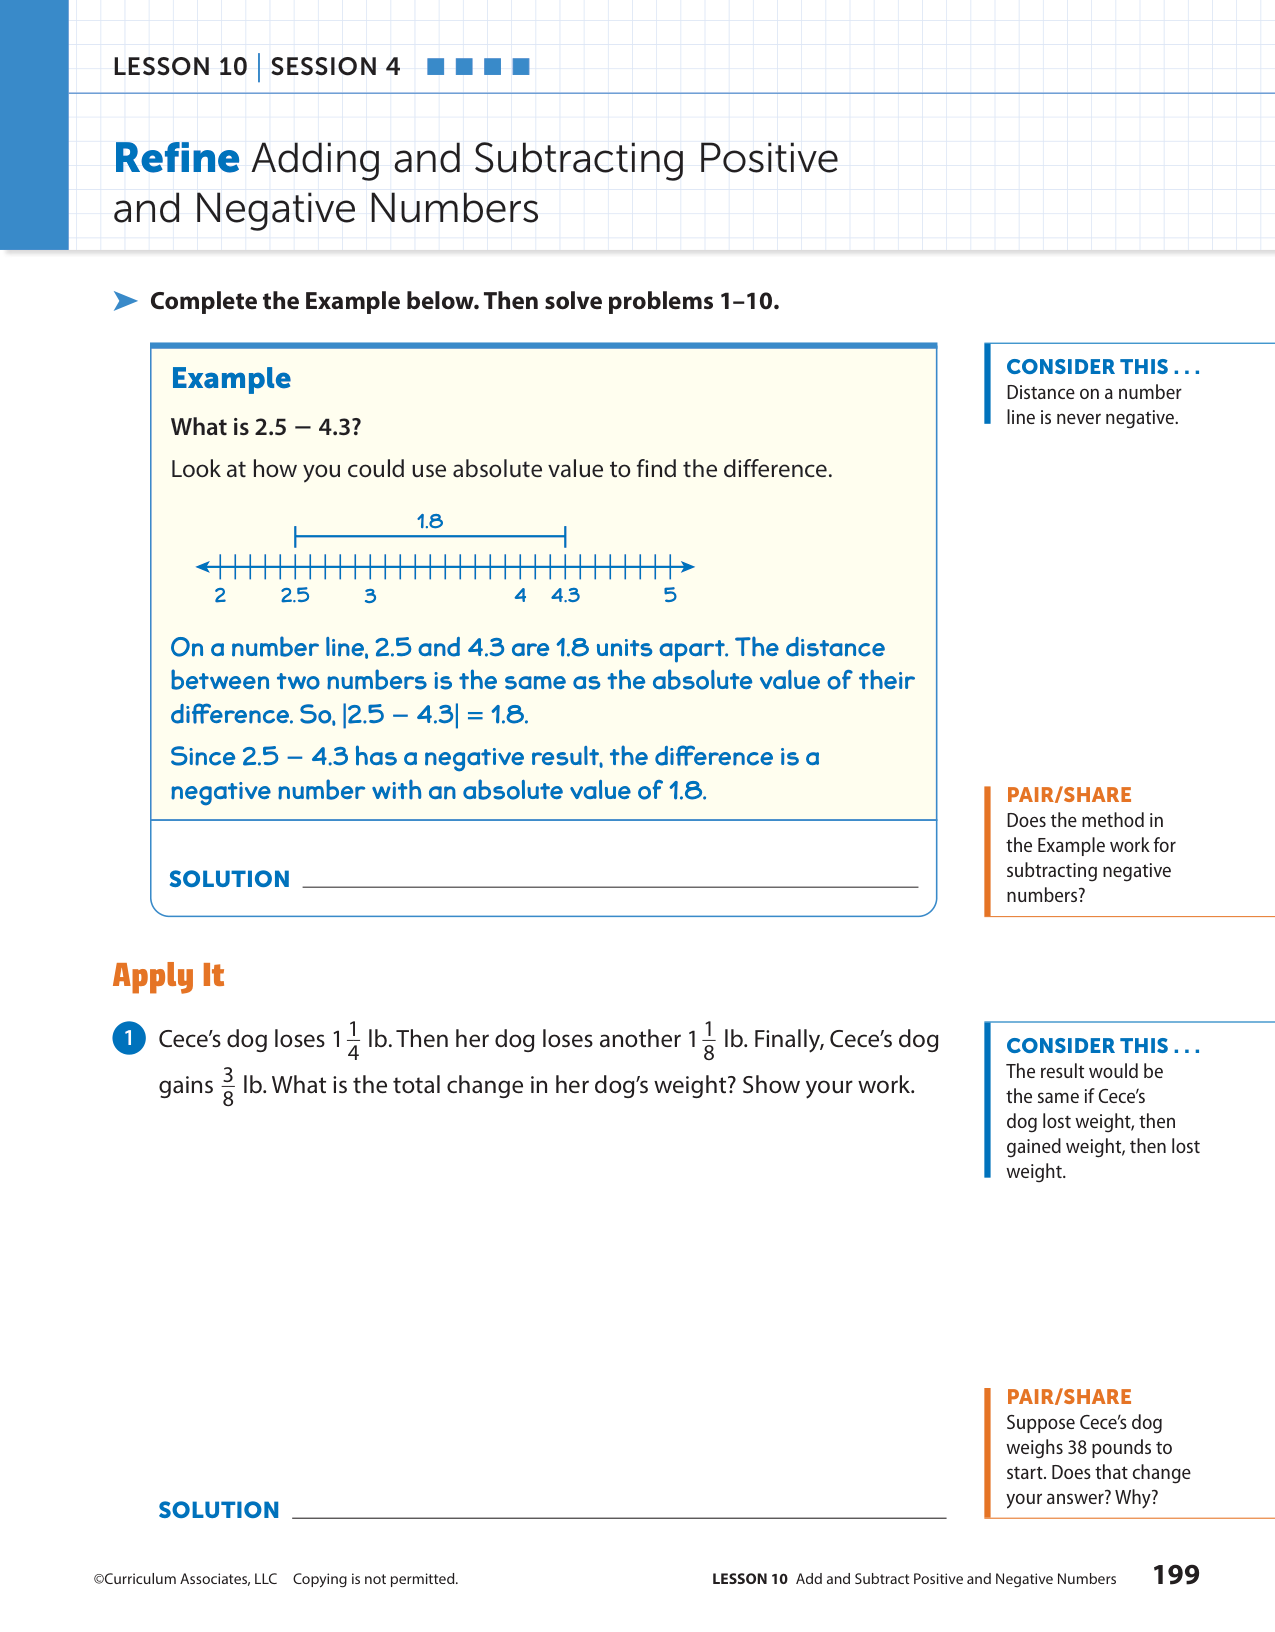 LESSON 10 | SESSION 4
Refine Adding and Subtracting Positive
and Negative Numbers
Complete the Example below. Then solve problems 1–10.
Example
What is 2.5 − 4.3?
Look at how you could use absolute value to find the difference.
1.8
2 2.5 3 4 4.3 5
On a number line, 2.5 and 4.3 are 1.8 units apart. The distance
between two numbers is the same as the absolute value of their
difference. So, |2.5 − 4.3| = 1.8.
Since 2.5 − 4.3 has a negative result, the difference is a
negative number with an absolute value of 1.8.
SOLUTION
CONSIDER THIS . . .
Distance on a number
line is never negative.
PAIR/SHARE
Does the method in
the Example work for
subtracting negative
numbers?
Apply It
1 Cece’s dog loses 1 1/4 lb. Then her dog loses another 1 1/8 lb. Finally, Cece’s dog
gains 3/8 lb. What is the total change in her dog’s weight? Show your work.
SOLUTION
CONSIDER THIS . . .
The result would be
the same if Cece’s
dog lost weight, then
gained weight, then lost
weight.
PAIR/SHARE
Suppose Cece’s dog
weighs 38 pounds to
start. Does that change
your answer? Why?
©Curriculum Associates, LLC Copying is not permitted.
LESSON 10 Add and Subtract Positive and Negative Numbers 199